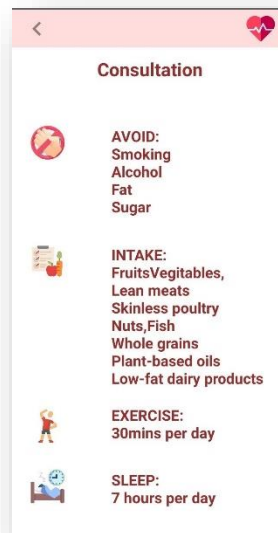 Consultation
AVOID:
Smoking
Alcohol
Fat
Sugar
INTAKE:
FruitsVegitables,
Lean meats
Skinless poultry
Nuts,Fish
Whole grains
Plant-based oils
Low-fat dairy products
EXERCISE:
30mins per day
SLEEP:
7 hours per day